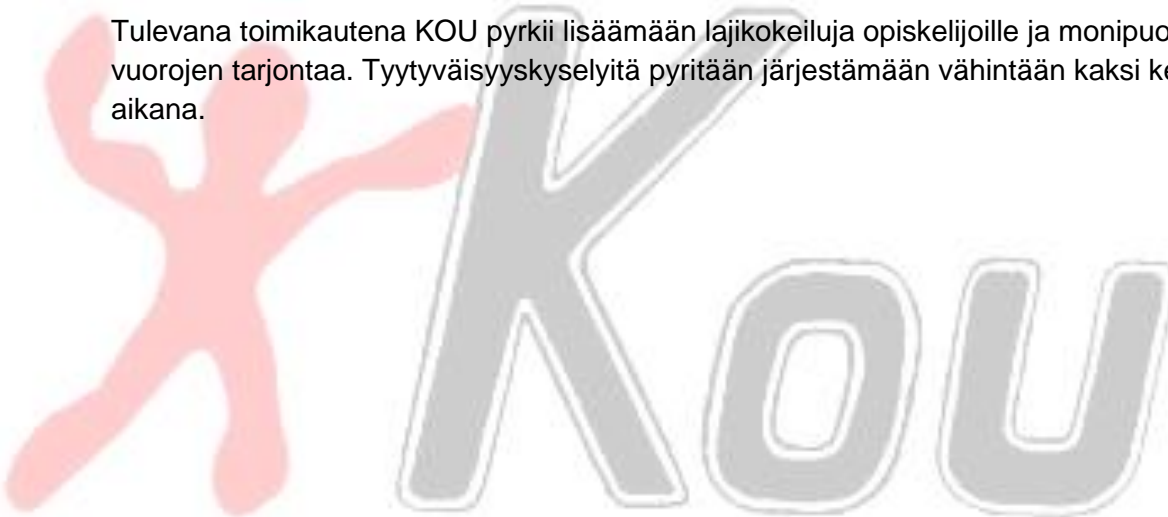 Tulevana toimikautena KOU pyrkii lisäämään lajikokeiluja opiskelijoille ja monipuo
vuorojen tarjontaa. Tyytyväisyyskyselyitä pyritään järjestämään vähintään kaksi ke
aikana.
Kou